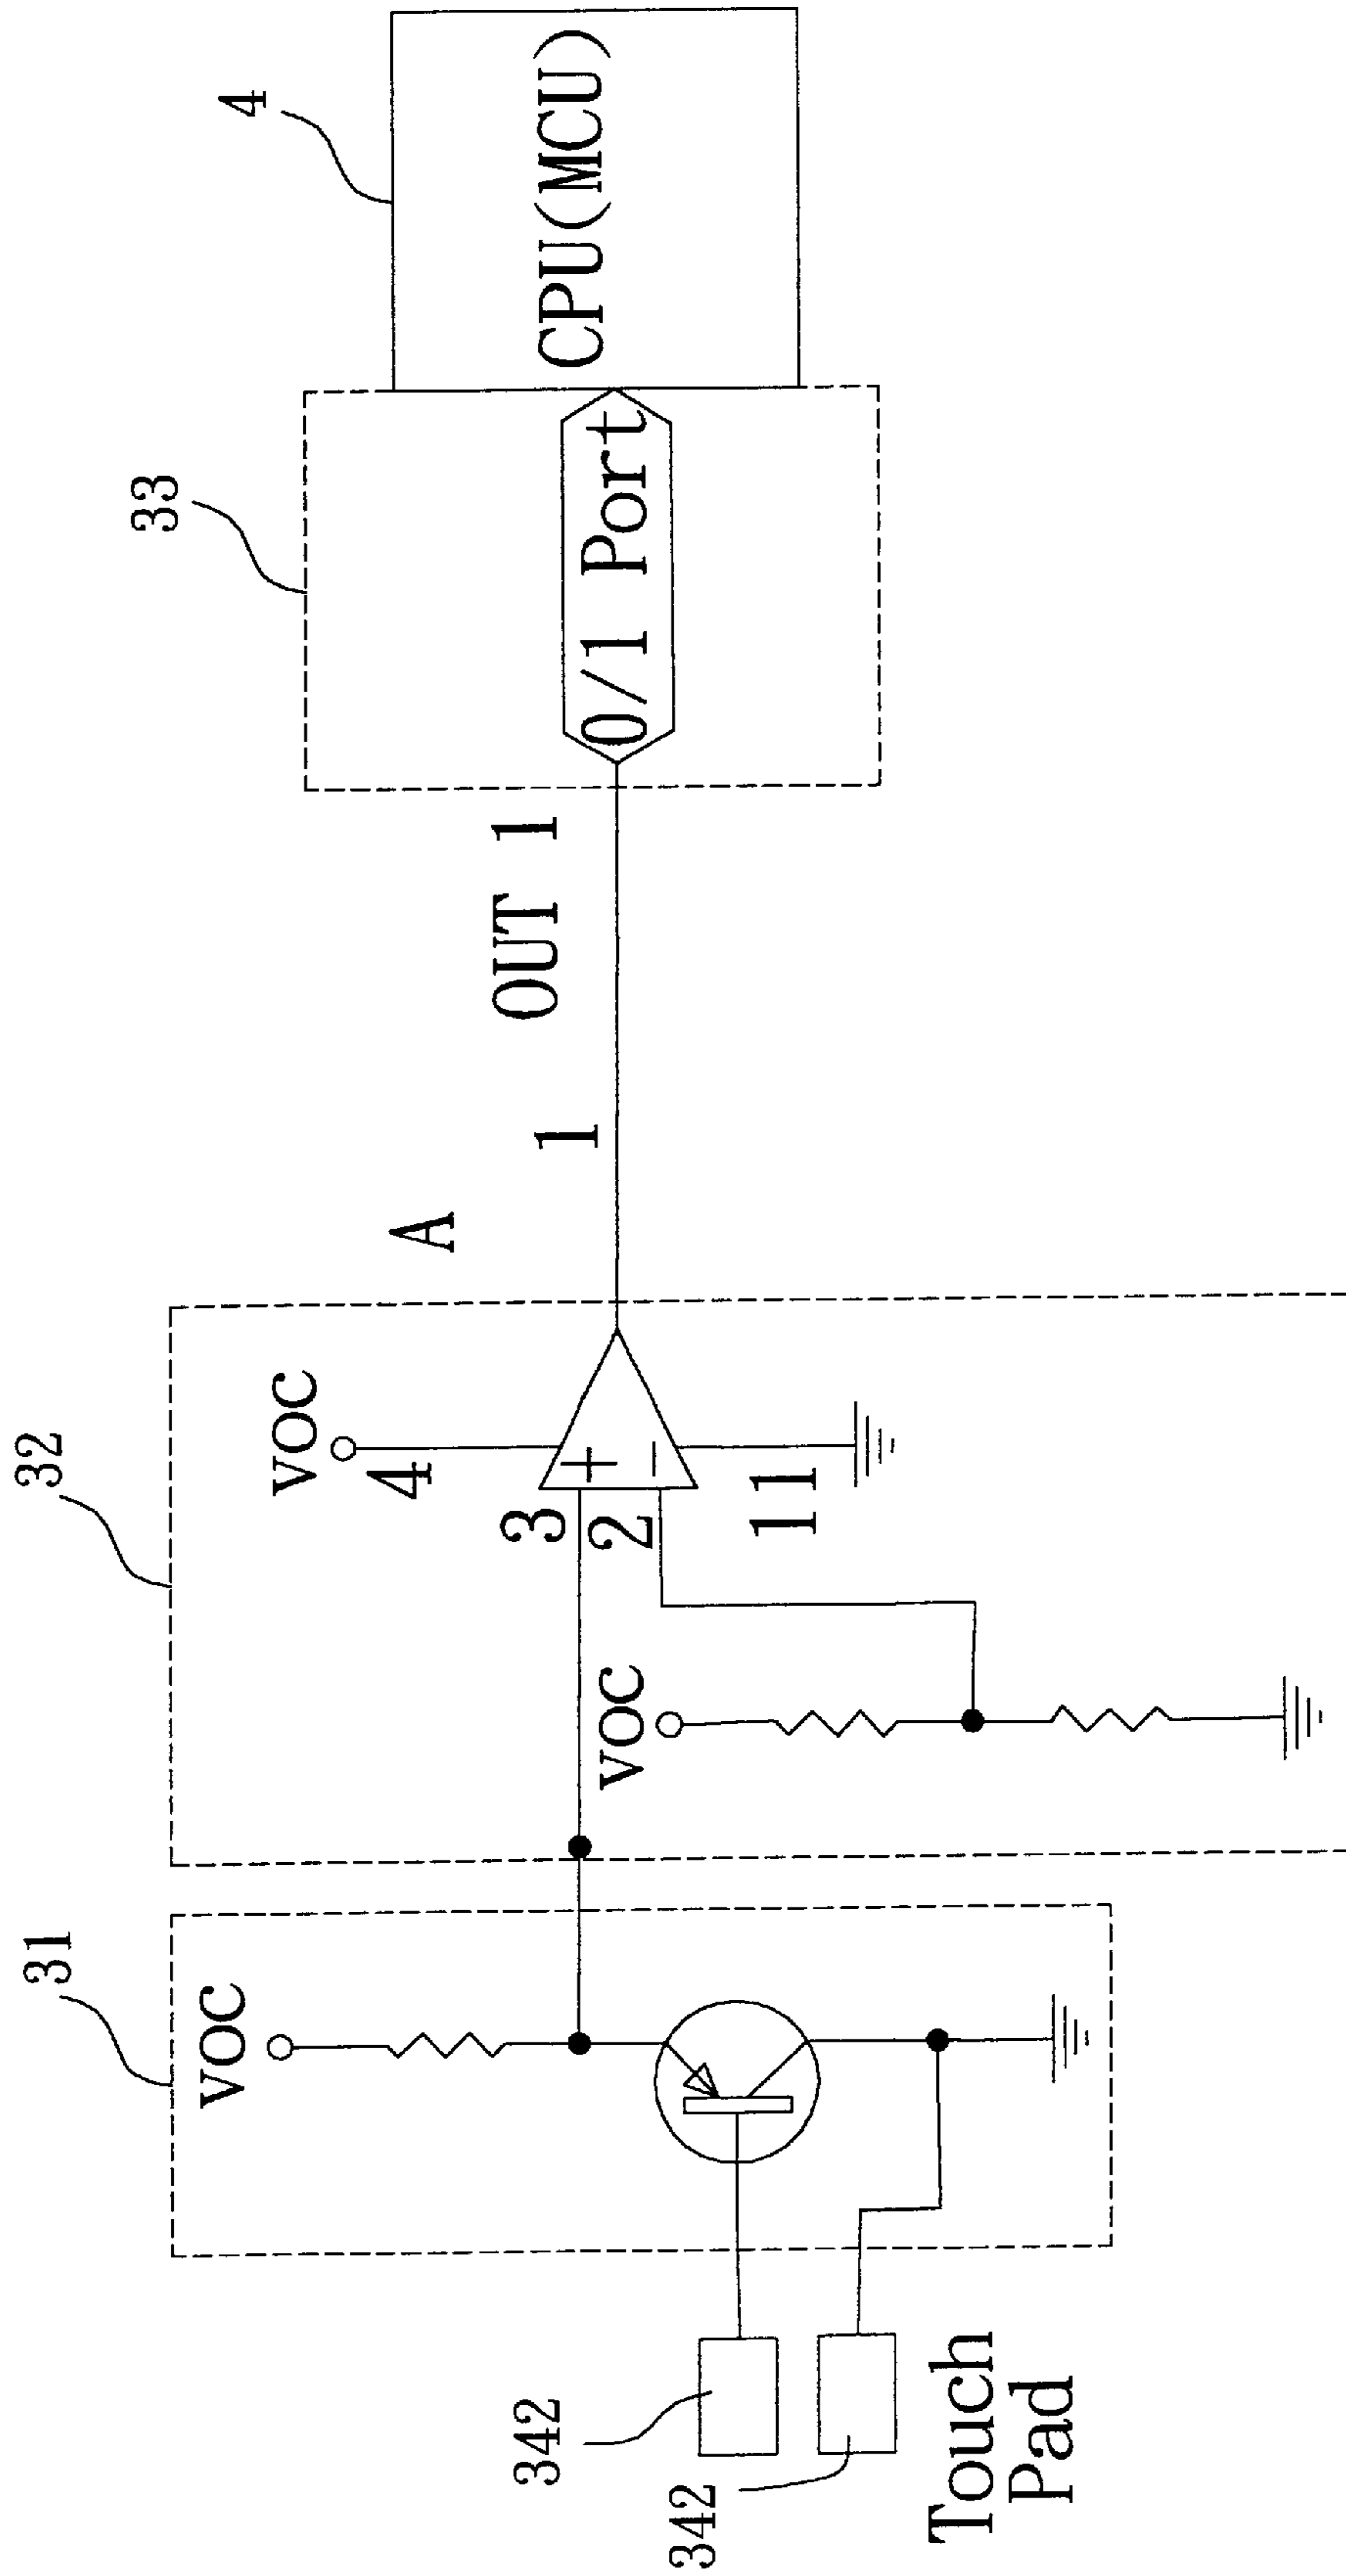 31
32
33
4
VOC
VOC
VOC
4
3
2
11
A
1
OUT 1
0/1 Port
CPU(MCU)
342
342
Touch
Pad